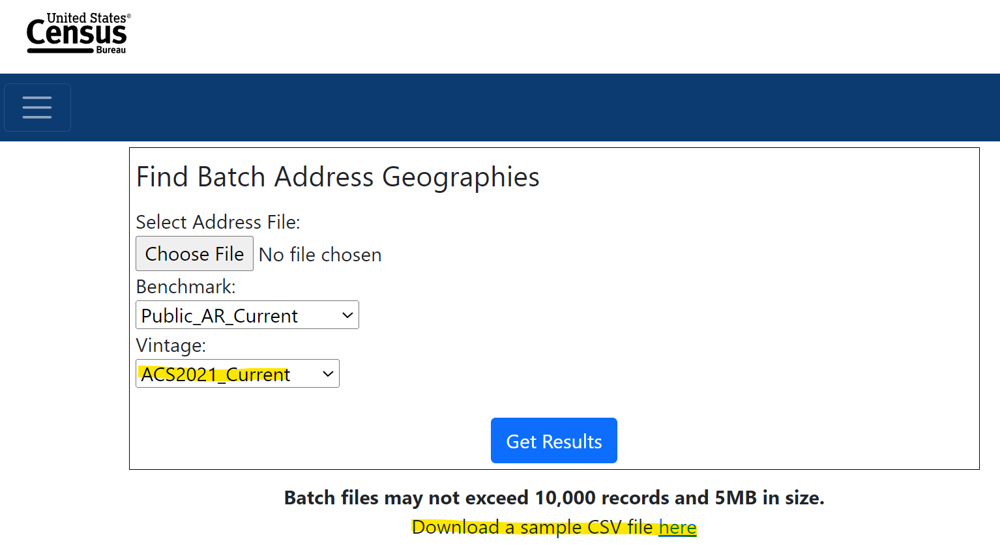 United States®
Census
Bureau
Find Batch Address Geographies
Select Address File:
Choose File No file chosen
Benchmark:
Public_AR_Current
Vintage:
ACS2021_Current
Get Results
Batch files may not exceed 10,000 records and 5MB in size.
Download a sample CSV file here